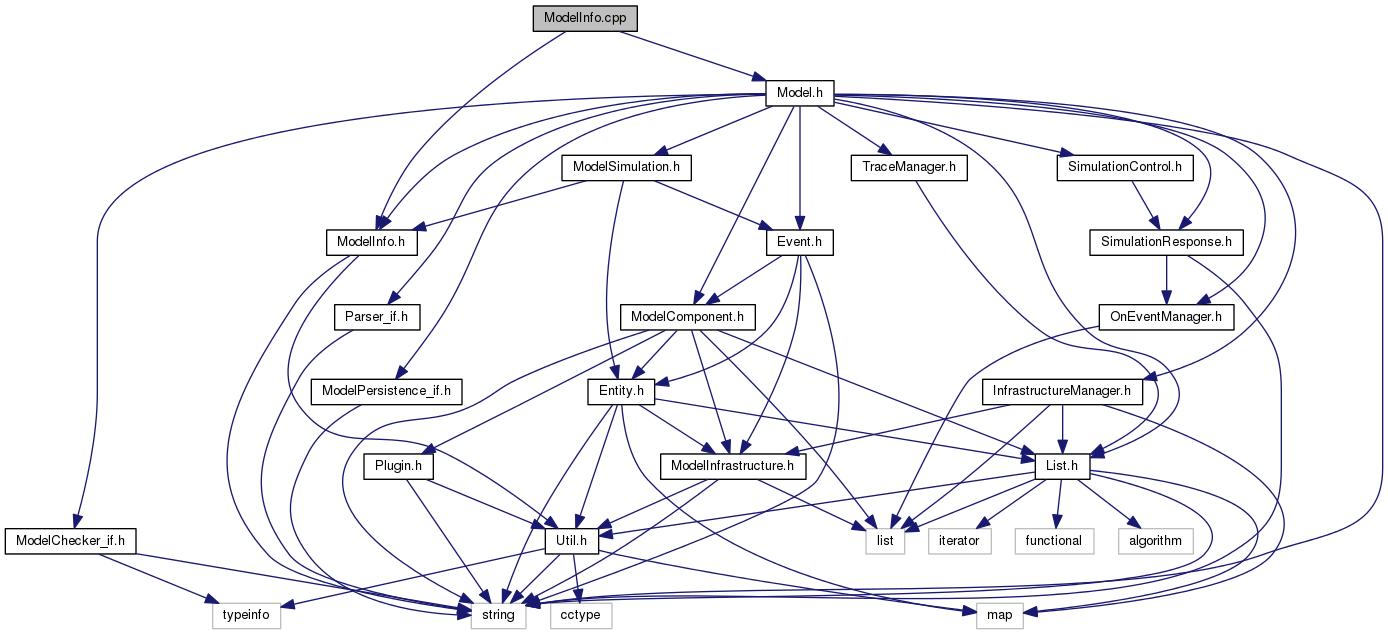 ModelInfo.cpp
Model.h
ModelSimulation.h
TraceManager.h
SimulationControl.h
ModelInfo.h
Event.h
SimulationResponse.h
Parser_if.h
ModelComponent.h
OnEventManager.h
ModelPersistence_if.h
Entity.h
InfrastructureManager.h
Plugin.h
ModelInfrastructure.h
List.h
ModelChecker_if.h
Util.h
list
iterator
functional
algorithm
typeinfo
string
cctype
map